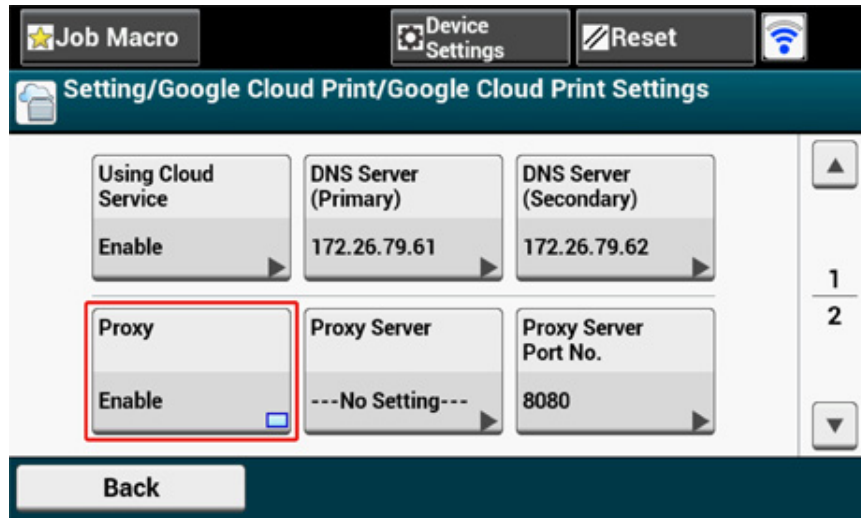 Job Macro
Device
Settings
Reset
Setting/Google Cloud Print/Google Cloud Print Settings
Using Cloud
Service
Enable
DNS Server
(Primary)
172.26.79.61
DNS Server
(Secondary)
172.26.79.62
1
2
Proxy
Enable
Proxy Server
---No Setting---
Proxy Server
Port No.
8080
Back